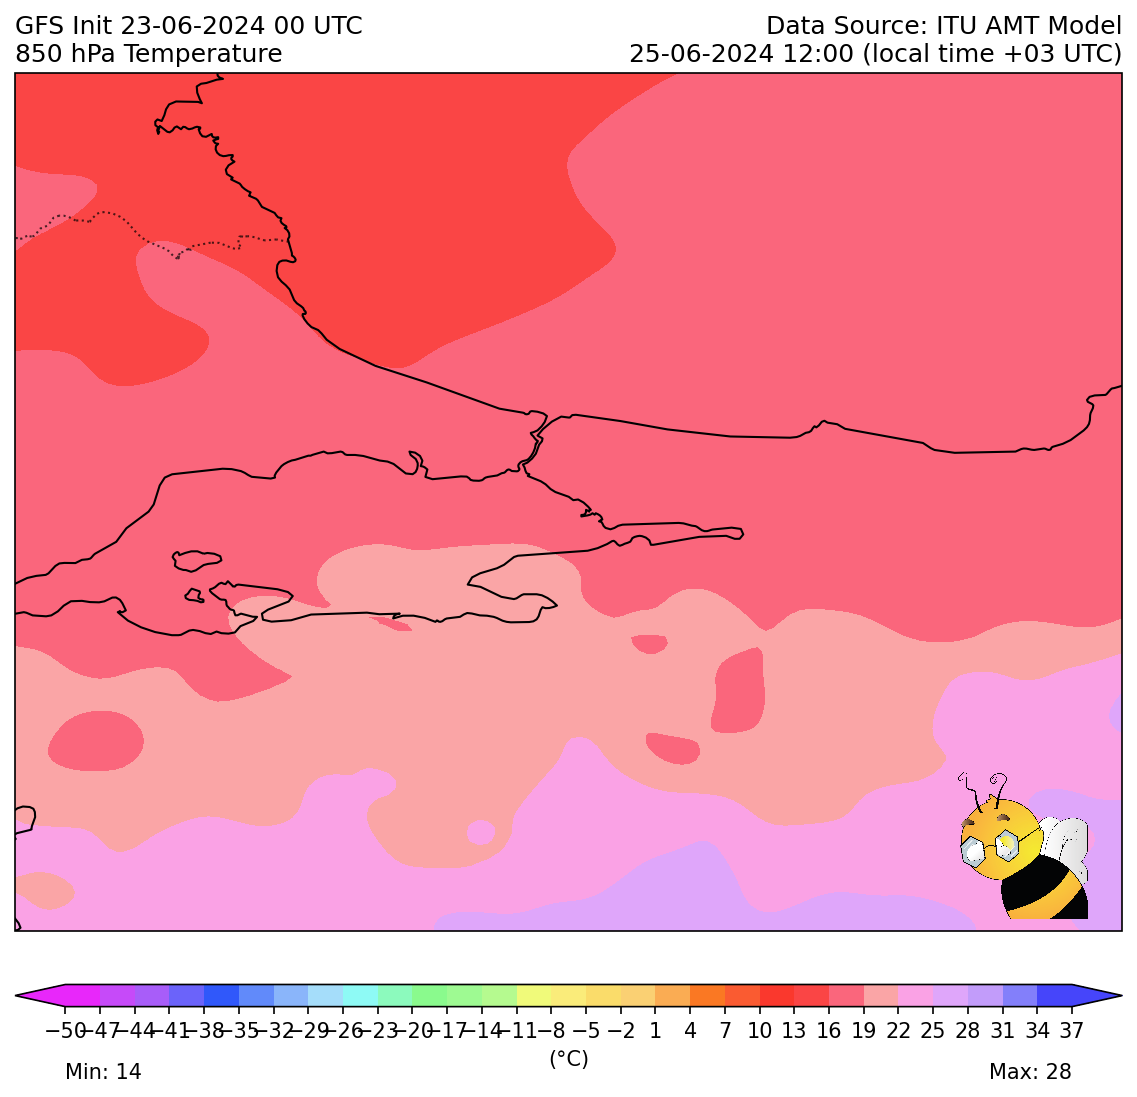 GFS Init 23-06-2024 00 UTC
Data Source: ITU AMT Model
850 hPa Temperature
25-06-2024 12:00 (local time +03 UTC)
−50 −47 −44 −41 −38 −35 −32 −29 −26 −23 −20 −17 −14 −11 −8 −5 −2 1 4 7 10 13 16 19 22 25 28 31 34 37
(°C)
Min: 14
Max: 28